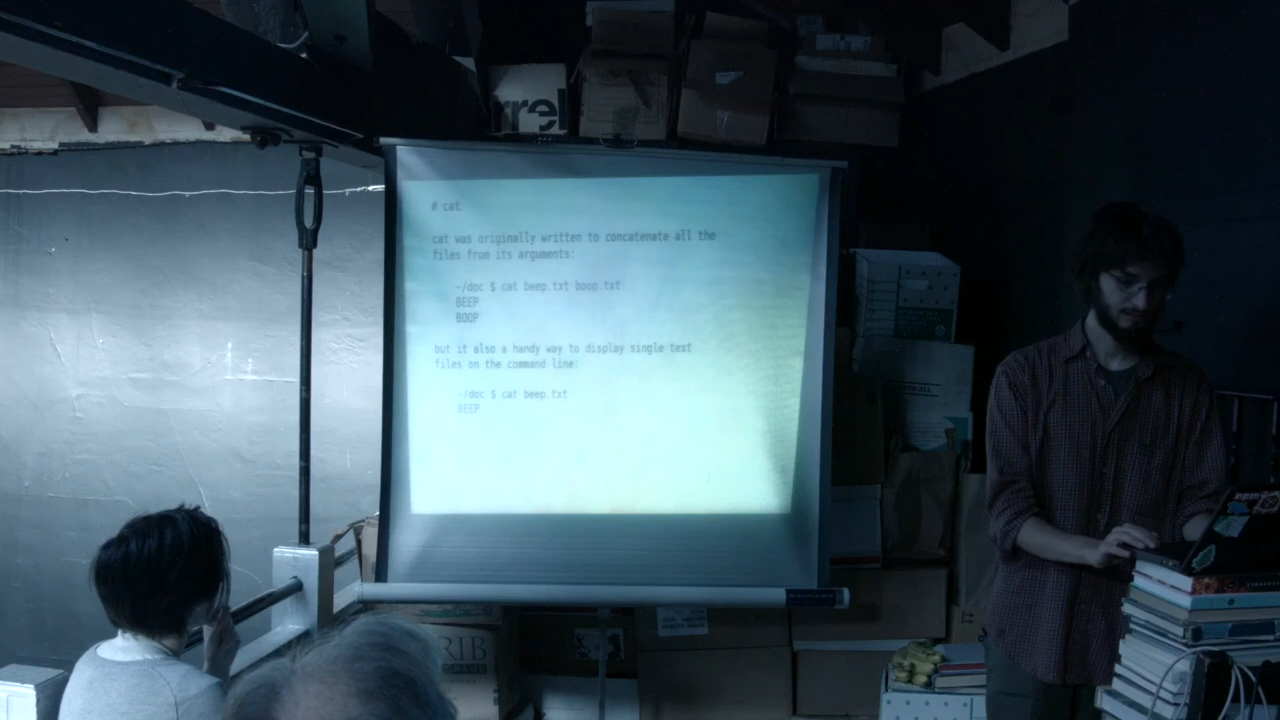 rrel
# cat
cat was originally written to concatenate all the
files from its arguments:
~/doc $ cat beep.txt boop.txt
BEEP
BOOP
but it also a handy way to display single text
files on the command-line:
~/doc $ cat beep.txt
BEEP
RIB